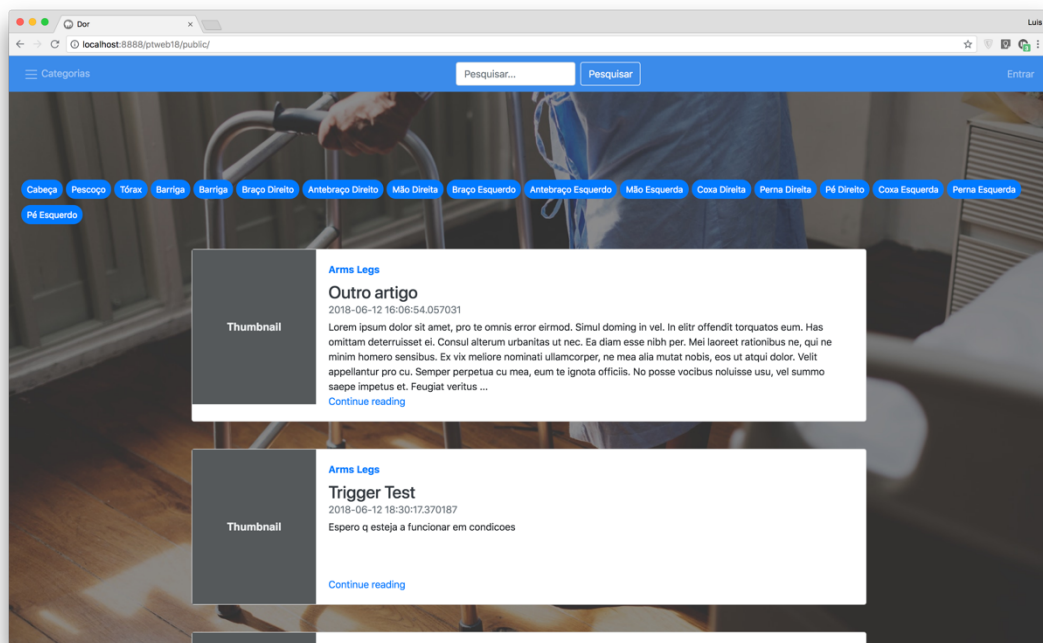 Dor
Luis
localhost:8888/ptweb18/public/
Categorias
Pesquisar...
Pesquisar
Entrar
Cabeça Pescoço Tórax Barriga Barriga Braço Direito Antebraço Direito Mão Direita Braço Esquerdo Antebraço Esquerdo Mão Esquerda Coxa Direita Perna Direita Pé Direito Coxa Esquerda Perna Esquerda
Pé Esquerdo
Thumbnail
Arms Legs
Outro artigo
2018-06-12 16:06:54.057031
Lorem ipsum dolor sit amet, pro te omnis error eirmod. Simul doming in vel. In elitr offendit torquatos eum. Has
omittam deterruisset ei. Consul alterum urbanitas ut nec. Ea diam esse nibh per. Mei laoreet rationibus ne, qui ne
minim homero sensibus. Ex vix meliore nominati ullamcorper, ne mea alia mutat nobis, eos ut atqui dolor. Velit
appellantur pro cu. Semper perpetua cu mea, eum te ignota officiis. No posse vocibus noluisse usu, vel summo
saepe impetus et. Feugiat veritus ...
Continue reading
Thumbnail
Arms Legs
Trigger Test
2018-06-12 18:30:17.370187
Espero q esteja a funcionar em condicoes
Continue reading